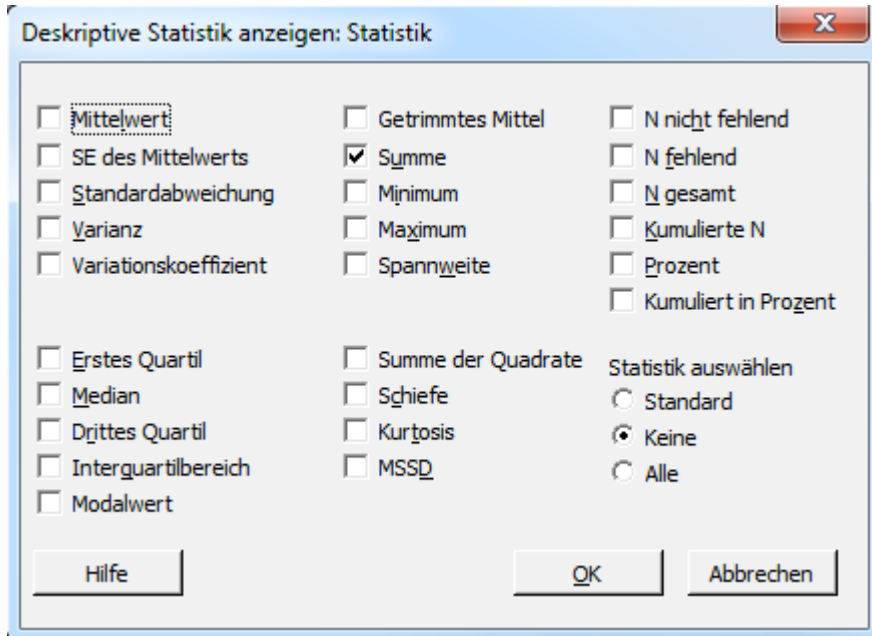 Deskriptive Statistik anzeigen: Statistik
Mittelwert
SE des Mittelwerts
Standardabweichung
Varianz
Variationskoeffizient
Getrimmtes Mittel
Summe
Minimum
Maximum
Spannweite
N nicht fehlend
N fehlend
N gesamt
Kumulierte N
Prozent
Kumuliert in Prozent
Erstes Quartil
Median
Drittes Quartil
Interquartilbereich
Modalwert
Summe der Quadrate
Schiefe
Kurtosis
MSSD
Statistik auswählen
Standard
Keine
Alle
Hilfe
OK
Abbrechen